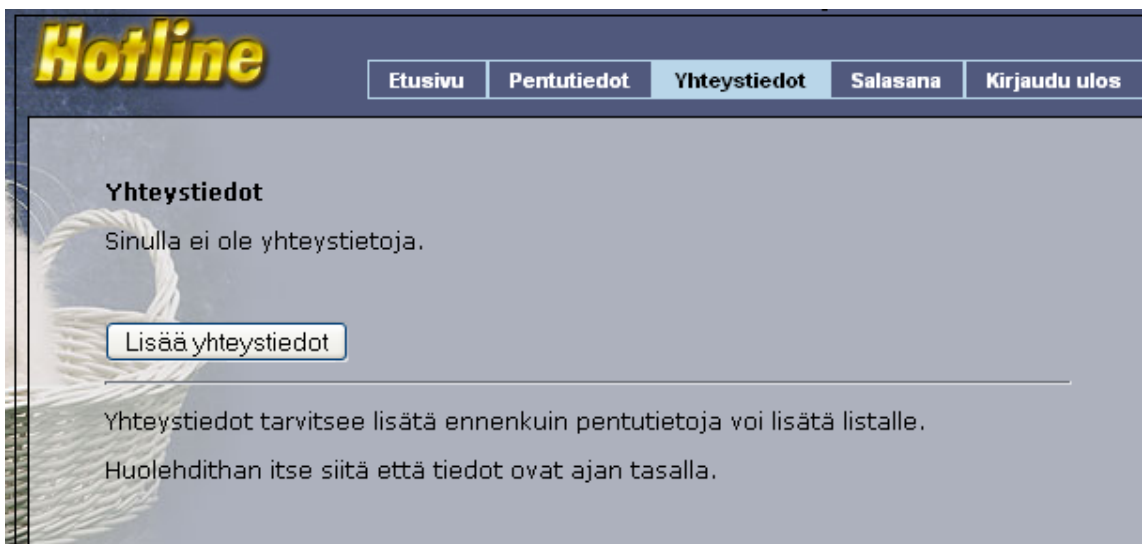 Hotline
Etusivu Pentutiedot Yhteystiedot Salasana Kirjaudu ulos
Yhteystiedot
Sinulla ei ole yhteystietoja.
Lisää yhteystiedot
Yhteystiedot tarvitsee lisätä ennenkuin pentutietoja voi lisätä listalle.
Huolehdithan itse siitä että tiedot ovat ajan tasalla.